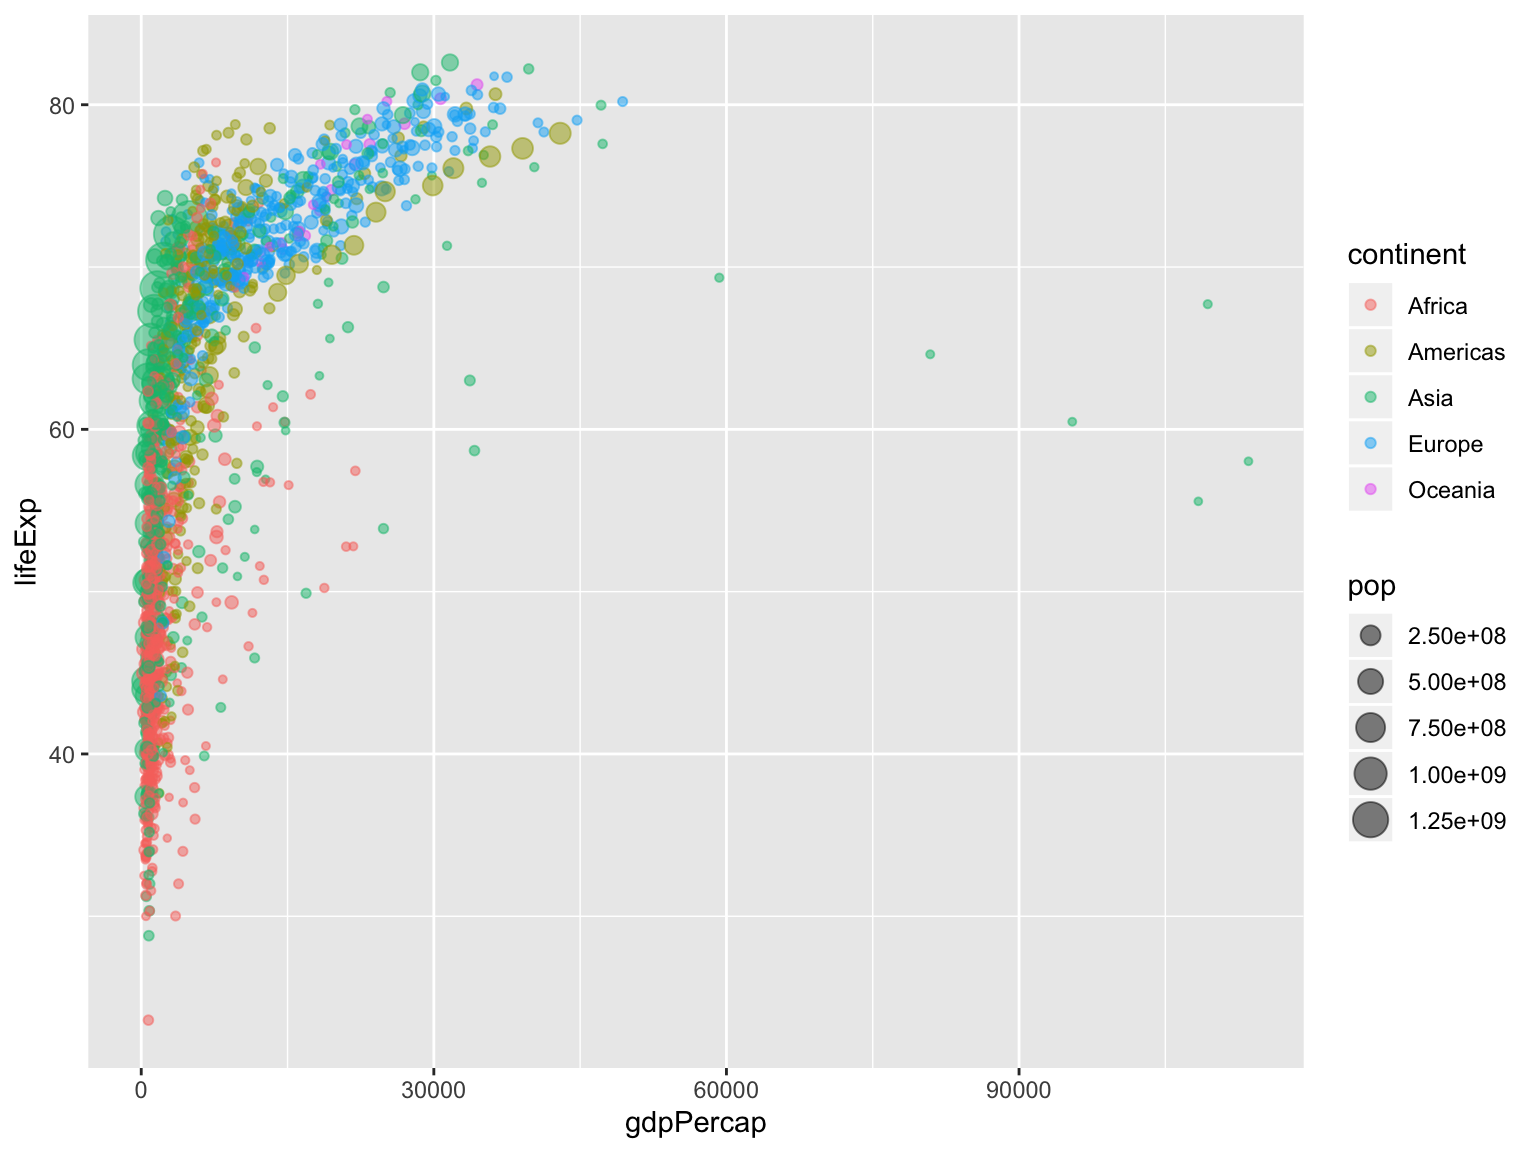 80
60
40
lifeExp
0
30000
60000
90000
gdpPercap
continent
Africa
Americas
Asia
Europe
Oceania
pop
2.50e+08
5.00e+08
7.50e+08
1.00e+09
1.25e+09